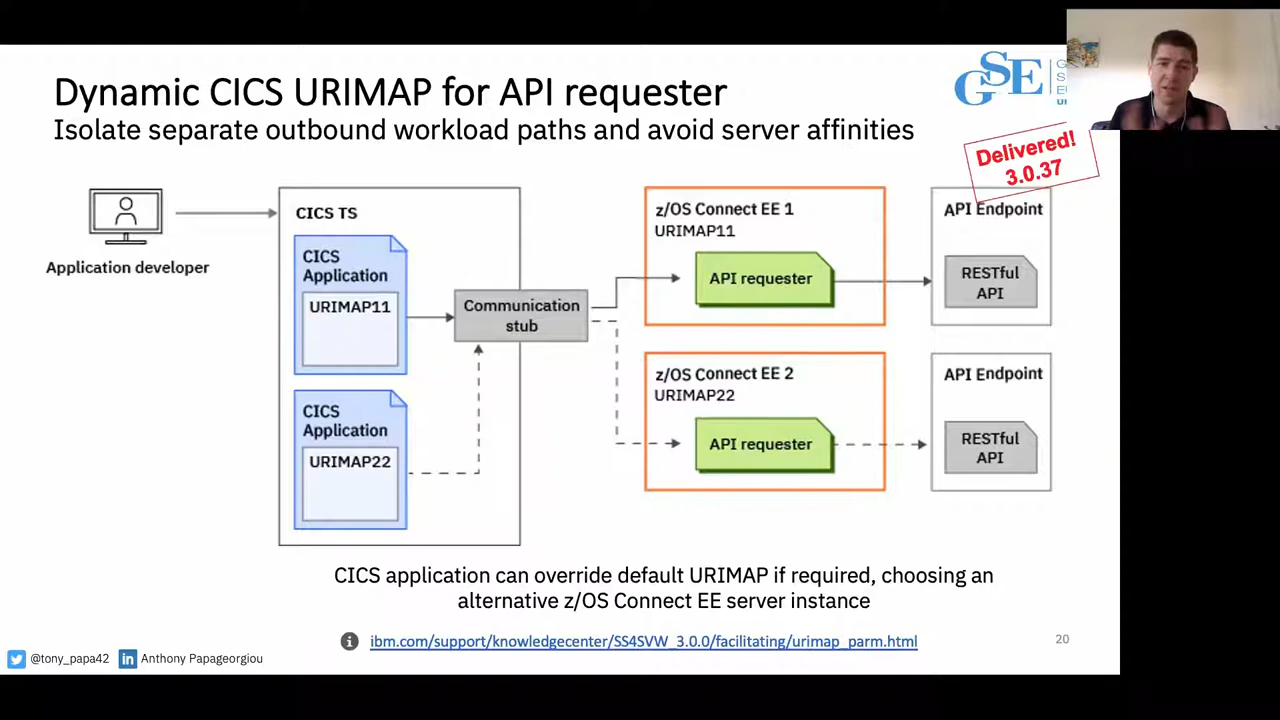 Dynamic CICS URIMAP for API requester
Isolate separate outbound workload paths and avoid server affinities
GSE
Delivered!
3.0.37
Application developer
CICS TS
CICS
Application
URIMAP11
CICS
Application
URIMAP22
Communication
stub
z/OS Connect EE 1
URIMAP11
API requester
z/OS Connect EE 2
URIMAP22
API requester
API Endpoint
RESTful
API
API Endpoint
RESTful
API
CICS application can override default URIMAP if required, choosing an
alternative z/OS Connect EE server instance
ibm.com/support/knowledgecenter/SS4SVW_3.0.0/facilitating/urimap_parm.html
20
@tony_papa42
in Anthony Papageorgiou